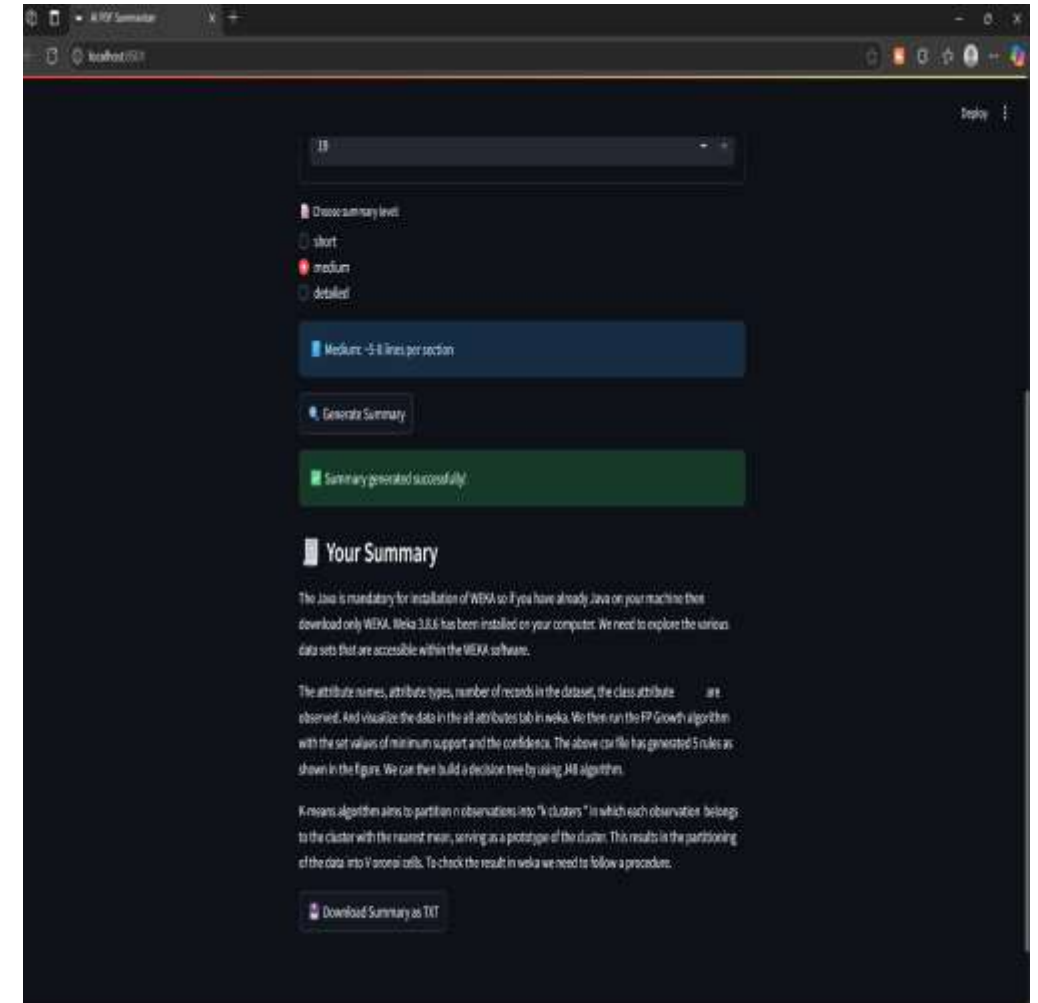 AI PDF Summarizer
localhost:8501
Deploy
19
Choose summary level:
short
medium
detailed
Medium: ~5-8 lines per section
Generate Summary
Summary generated successfully!
Your Summary
The Java is mandatory for installation of WEKA so if you have already Java on your machine then
download only WEKA. Weka 3.8.6 has been installed on your computer. We need to explore the various
data sets that are accessible within the WEKA software.
The attribute names, attribute types, number of records in the dataset, the class attribute are
observed. And visualize the data in the all attributes tab in weka. We then run the FP Growth algorithm
with the set values of minimum support and the confidence. The above csv file has generated 5 rules as
shown in the figure. We can then build a decision tree by using J48 algorithm.
K-means algorithm aims to partition n observations into "k clusters " in which each observation belongs
to the cluster with the nearest mean, serving as a prototype of the cluster. This results in the partitioning
of the data into V oronoi cells. To check the result in weka we need to follow a procedure.
Download Summary as TXT